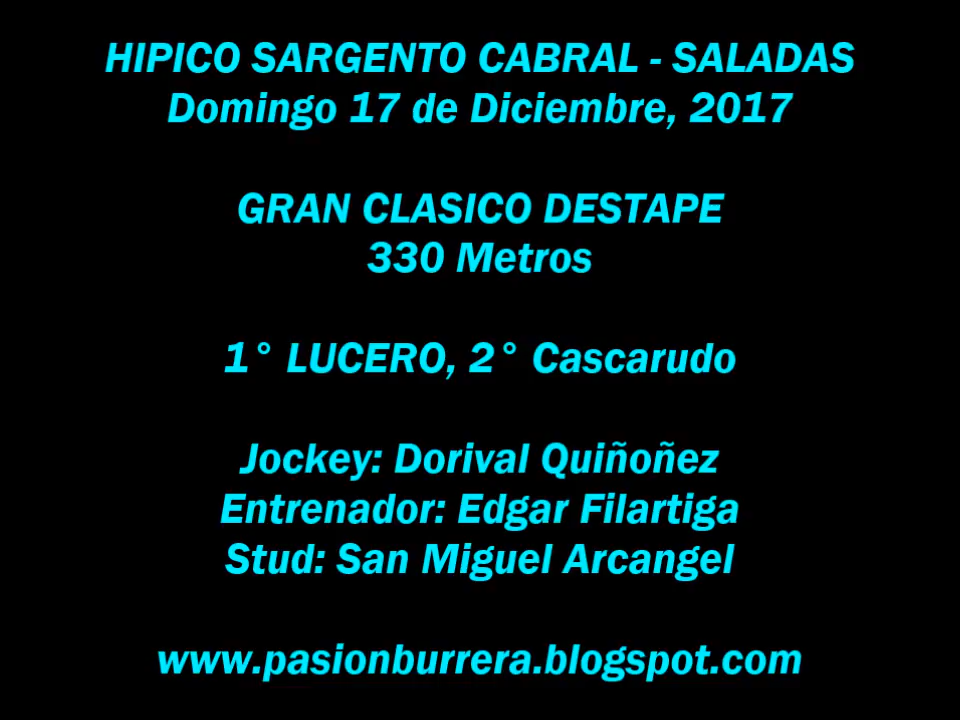 HIPICO SARGENTO CABRAL - SALADAS
Domingo 17 de Diciembre, 2017
GRAN CLASICO DESTAPE
330 Metros
1° LUCERO, 2° Cascarudo
Jockey: Dorival Quiñoñez
Entrenador: Edgar Filartiga
Stud: San Miguel Arcangel
www.pasionburrera.blogspot.com